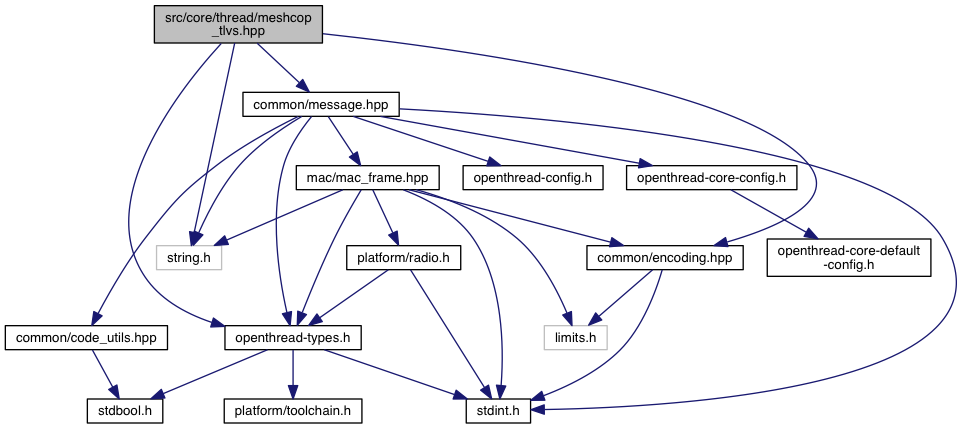 src/core/thread/meshcop
_tlvs.hpp
common/message.hpp
mac/mac_frame.hpp
openthread-config.h
openthread-core-config.h
string.h
platform/radio.h
common/encoding.hpp
openthread-core-default
-config.h
common/code_utils.hpp
openthread-types.h
limits.h
stdbool.h
platform/toolchain.h
stdint.h